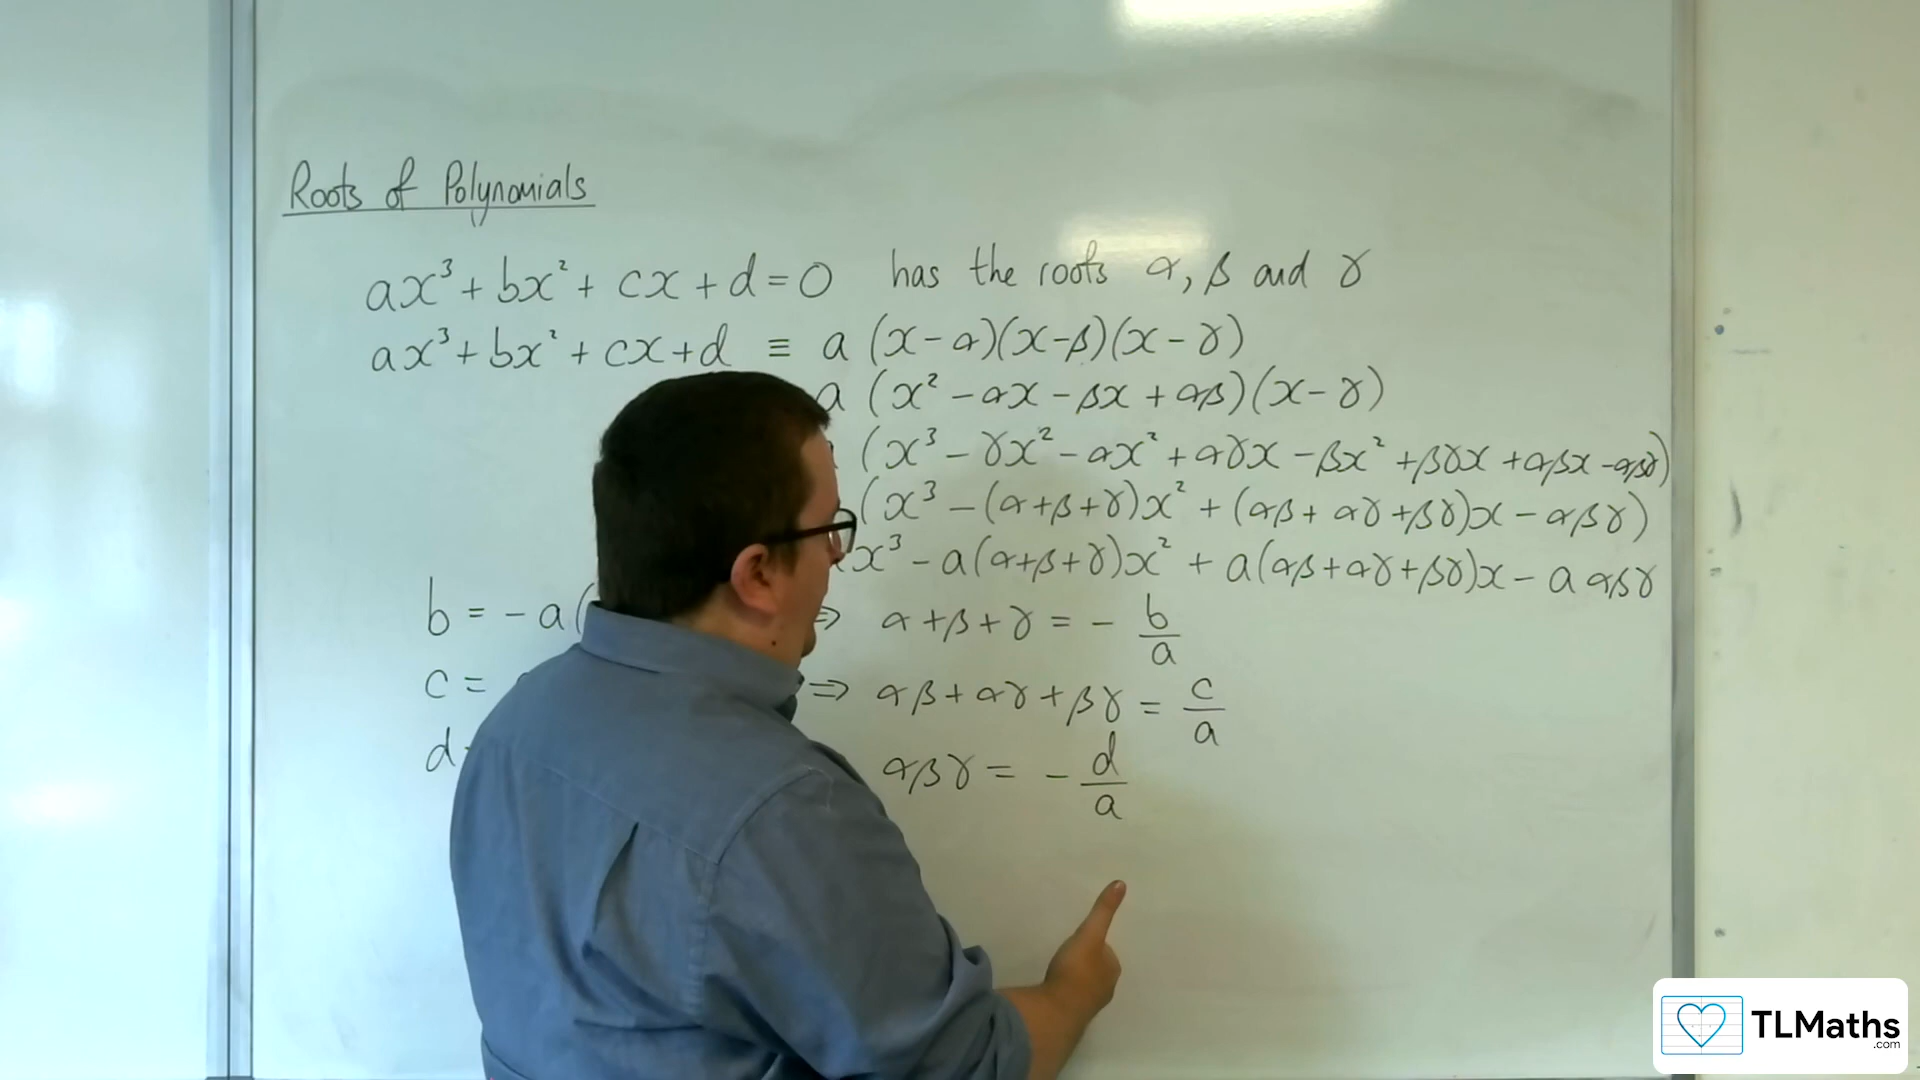 Roots of Polynomials
ax³ + bx² + cx + d = 0 has the roots α, β and γ
ax³ + bx² + cx + d ≡ a (x - α)(x - β)(x - γ)
a (x² - αx - βx + αβ)(x - γ)
(x³ - γx² - αx² + αγx - βx² + βγx + αβx - αβγ)
(x³ - (α + β + γ)x² + (αβ + αγ + βγ)x - αβγ)
x³ - a(α + β + γ)x² + a(αβ + αγ + βγ)x - a αβγ
b = - a( ⇒ α + β + γ = - b/a
c = ⇒ αβ + αγ + βγ = c/a
d αβγ = - d/a
TLMaths
.com